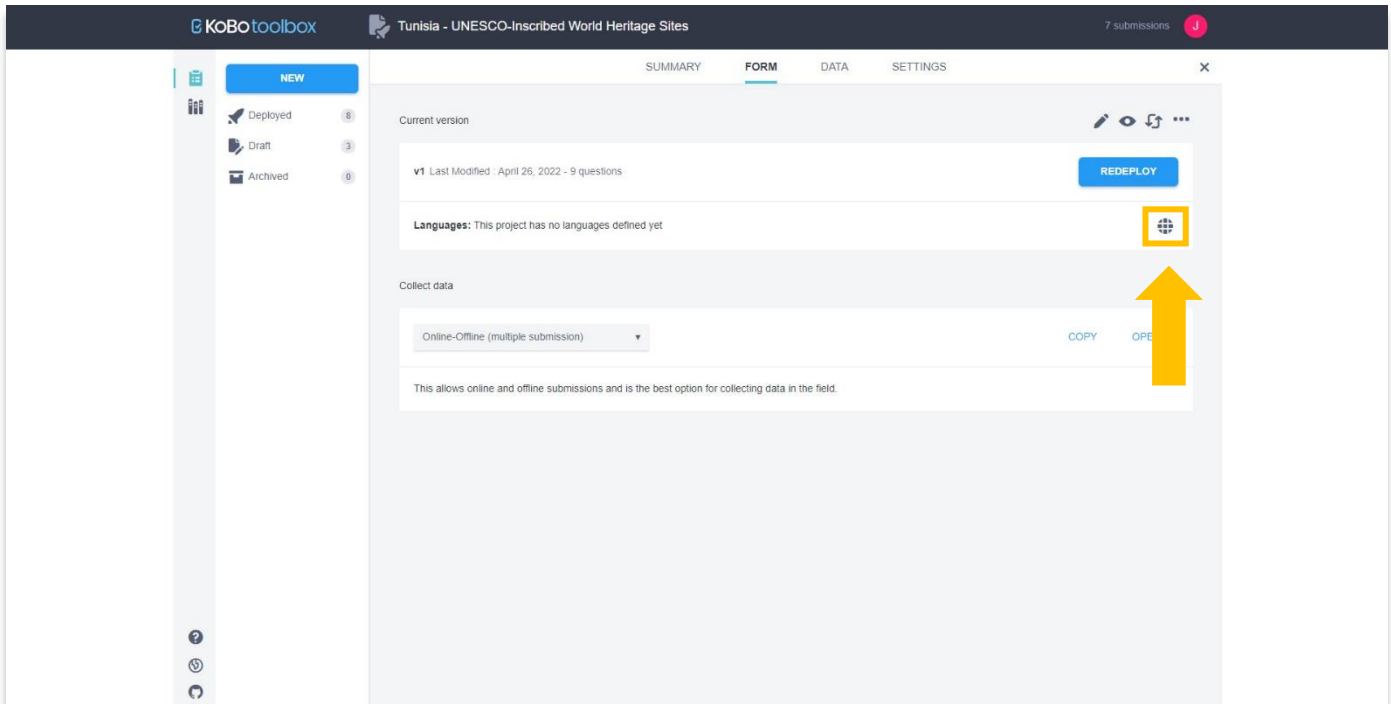 KoBotoolbox
Tunisia - UNESCO-Inscribed World Heritage Sites
7 submissions
J
NEW
Deployed 8
Draft 3
Archived 0
SUMMARY FORM DATA SETTINGS
Current version
v1 Last Modified : April 26, 2022 - 9 questions
REDEPLOY
Languages: This project has no languages defined yet
Collect data
Online-Offline (multiple submission)
COPY
This allows online and offline submissions and is the best option for collecting data in the field.